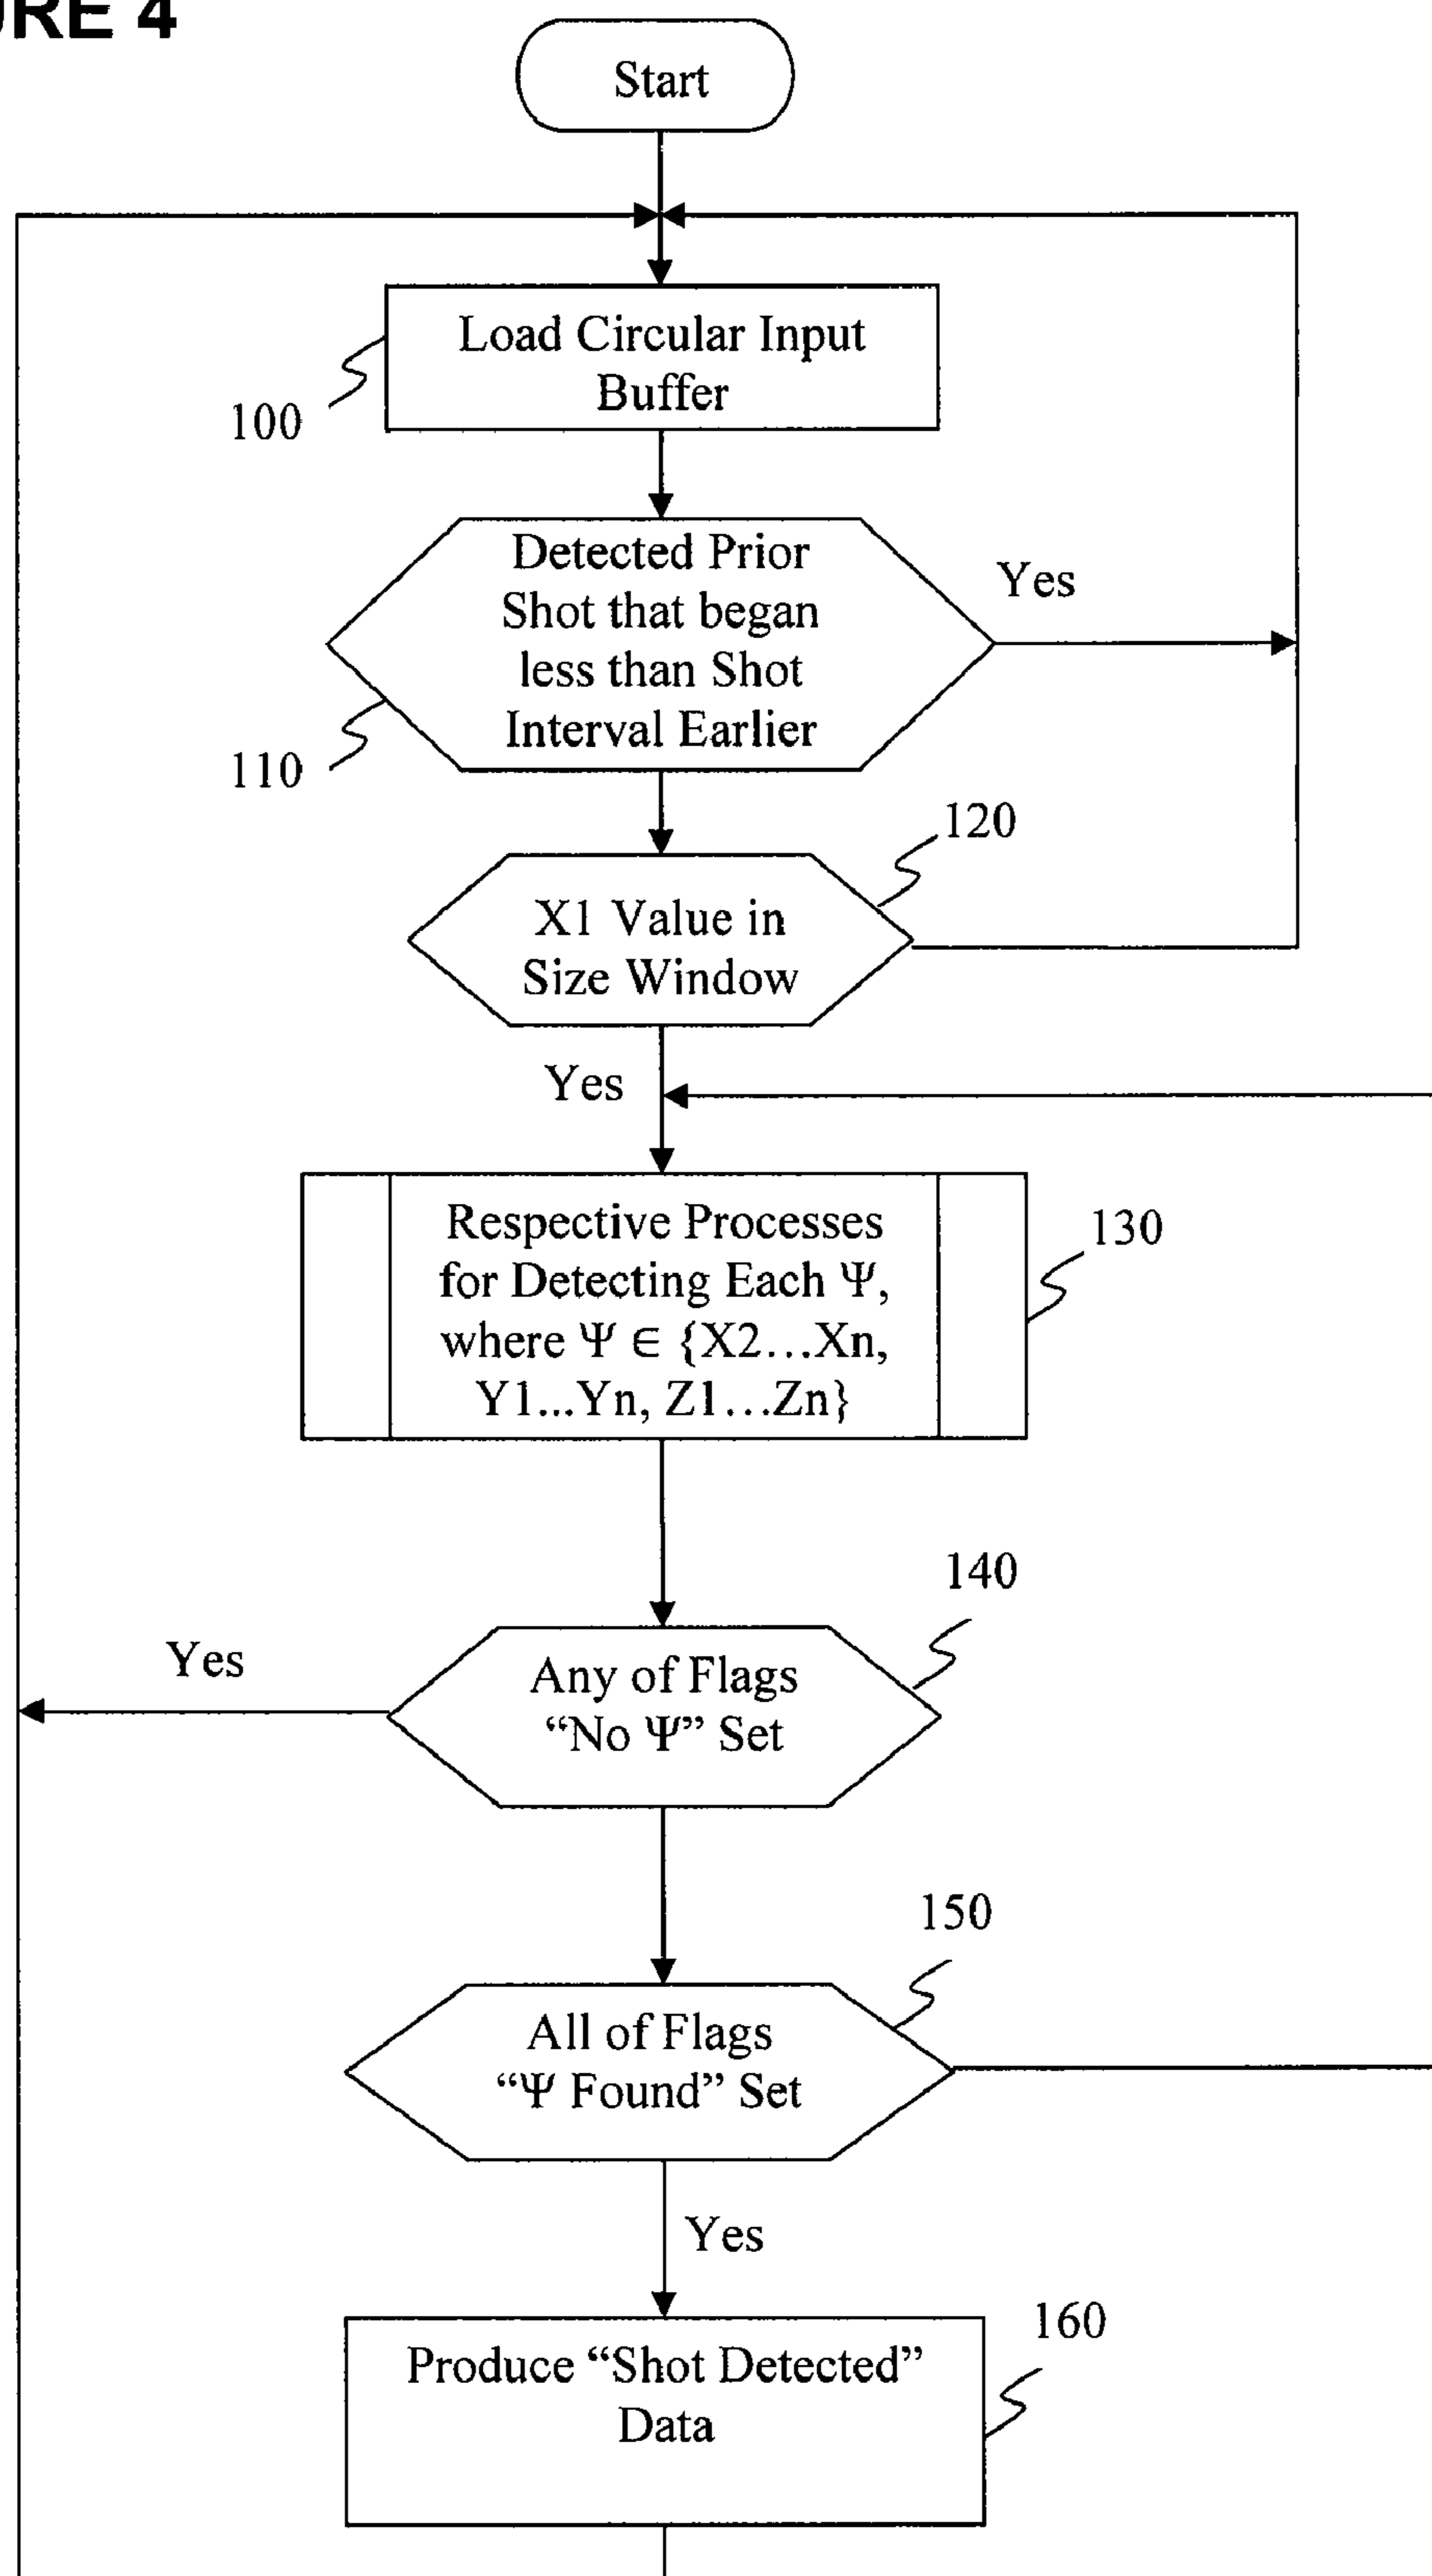 URE 4
Start
Load Circular Input
Buffer
100
Detected Prior
Shot that began
less than Shot
Interval Earlier
Yes
110
120
X1 Value in
Size Window
Yes
Respective Processes
for Detecting Each Ψ,
where Ψ ∈ {X2…Xn,
Y1...Yn, Z1…Zn}
130
140
Yes
Any of Flags
“No Ψ” Set
150
All of Flags
“Ψ Found” Set
Yes
160
Produce “Shot Detected”
Data